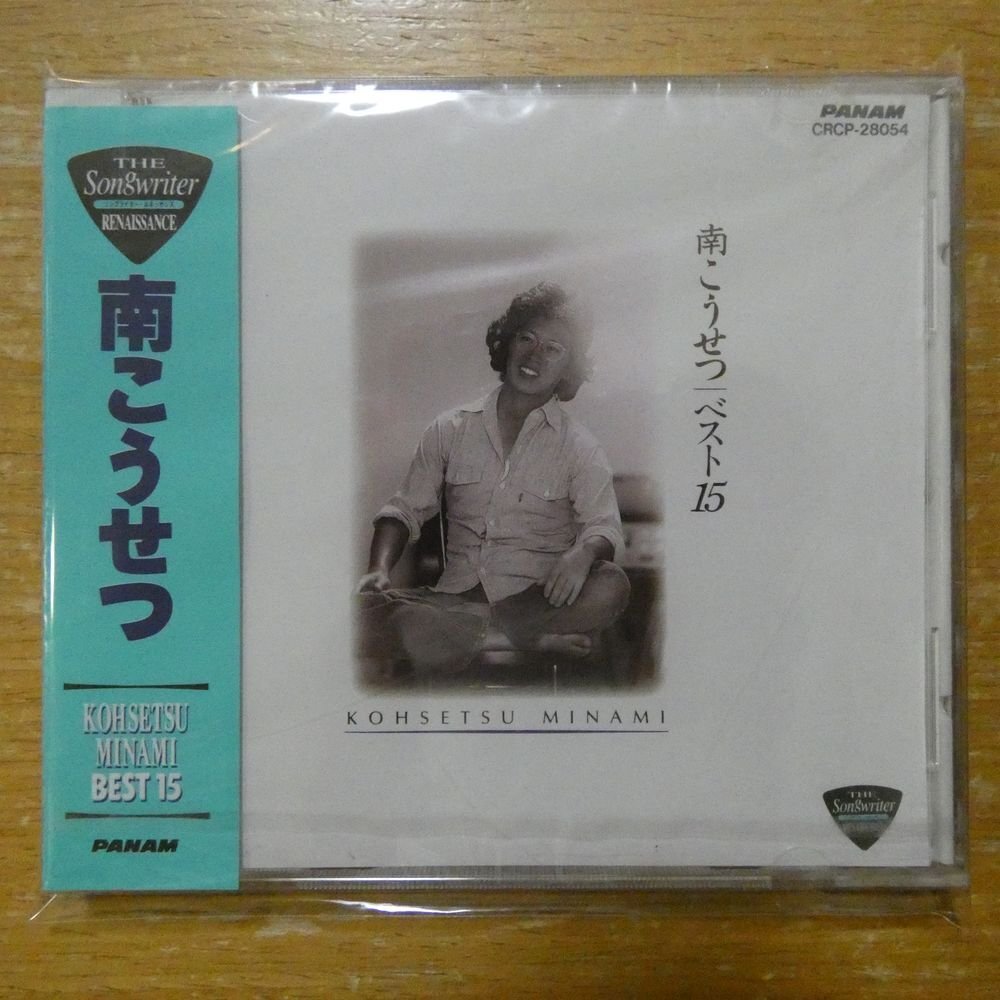 THE
Songwriter
ソングライター・ルネッサンス
RENAISSANCE
南こうせつ
KOHSETSU
MINAMI
BEST 15
PANAM
PANAM
CRCP-28054
南こうせつ|ベスト15
KOHSETSU MINAMI
THE
Songwriter